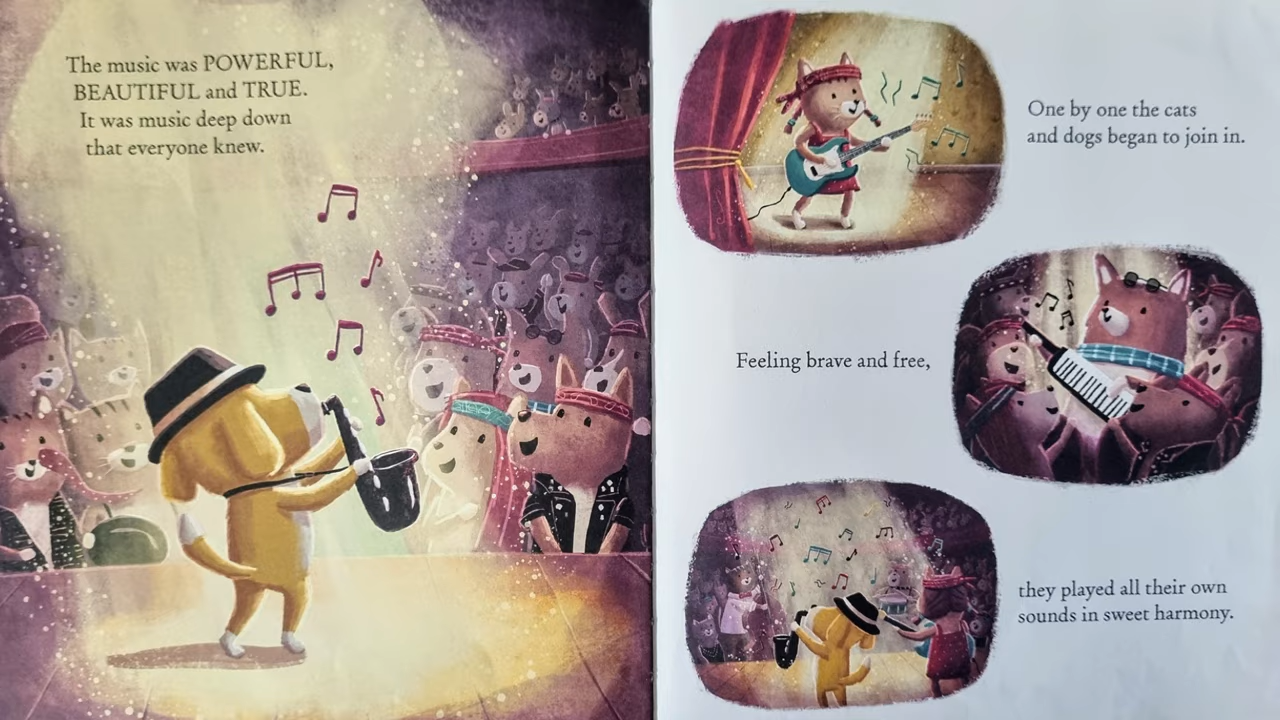 The music was POWERFUL,
BEAUTIFUL and TRUE.
It was music deep down
that everyone knew.
One by one the cats
and dogs began to join in.
Feeling brave and free,
they played all their own
sounds in sweet harmony.